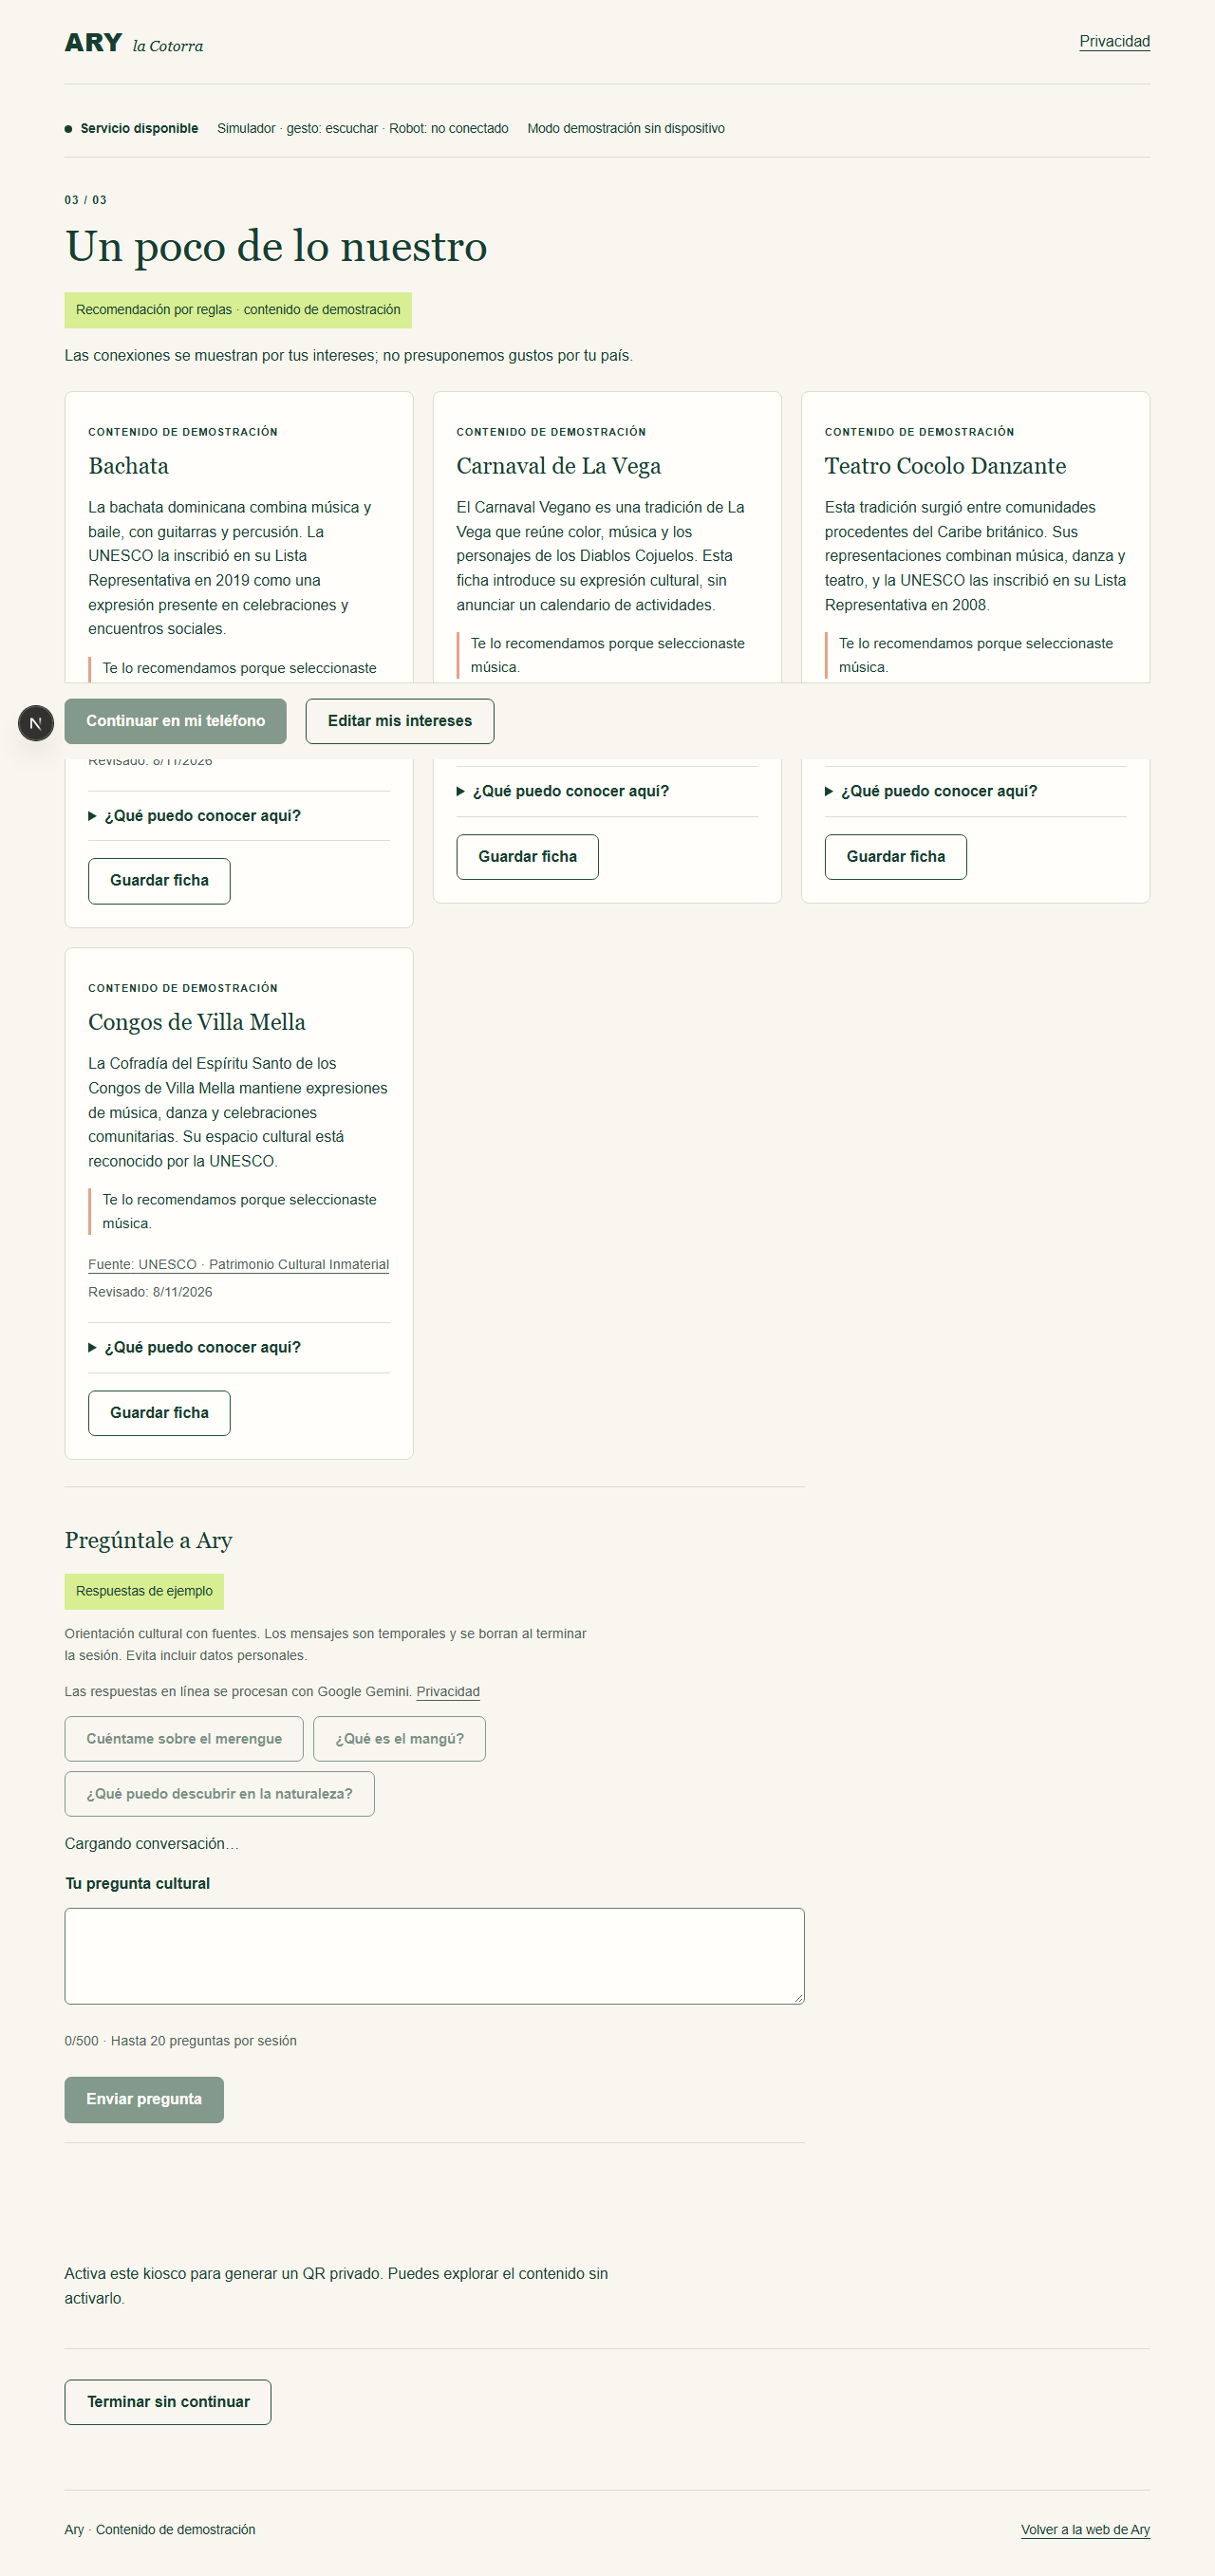 ARY la Cotorra
Privacidad
Servicio disponible
Simulador · gesto: escuchar · Robot: no conectado
Modo demostración sin dispositivo
03 / 03
Un poco de lo nuestro
Recomendación por reglas · contenido de demostración
Las conexiones se muestran por tus intereses; no presuponemos gustos por tu país.
CONTENIDO DE DEMOSTRACIÓN
Bachata
La bachata dominicana combina música y
baile, con guitarras y percusión. La
UNESCO la inscribió en su Lista
Representativa en 2019 como una
expresión presente en celebraciones y
encuentros sociales.
Te lo recomendamos porque seleccionaste
CONTENIDO DE DEMOSTRACIÓN
Carnaval de La Vega
El Carnaval Vegano es una tradición de La
Vega que reúne color, música y los
personajes de los Diablos Cojuelos. Esta
ficha introduce su expresión cultural, sin
anunciar un calendario de actividades.
Te lo recomendamos porque seleccionaste
música.
CONTENIDO DE DEMOSTRACIÓN
Teatro Cocolo Danzante
Esta tradición surgió entre comunidades
procedentes del Caribe británico. Sus
representaciones combinan música, danza y
teatro, y la UNESCO las inscribió en su Lista
Representativa en 2008.
Te lo recomendamos porque seleccionaste
música.
N
Continuar en mi teléfono
Editar mis intereses
Revisado: 8/11/2026
¿Qué puedo conocer aquí?
Guardar ficha
¿Qué puedo conocer aquí?
Guardar ficha
¿Qué puedo conocer aquí?
Guardar ficha
CONTENIDO DE DEMOSTRACIÓN
Congos de Villa Mella
La Cofradía del Espíritu Santo de los
Congos de Villa Mella mantiene expresiones
de música, danza y celebraciones
comunitarias. Su espacio cultural está
reconocido por la UNESCO.
Te lo recomendamos porque seleccionaste
música.
Fuente: UNESCO · Patrimonio Cultural Inmaterial
Revisado: 8/11/2026
¿Qué puedo conocer aquí?
Guardar ficha
Pregúntale a Ary
Respuestas de ejemplo
Orientación cultural con fuentes. Los mensajes son temporales y se borran al terminar
la sesión. Evita incluir datos personales.
Las respuestas en línea se procesan con Google Gemini. Privacidad
Cuéntame sobre el merengue
¿Qué es el mangú?
¿Qué puedo descubrir en la naturaleza?
Cargando conversación…
Tu pregunta cultural
0/500 · Hasta 20 preguntas por sesión
Enviar pregunta
Activa este kiosco para generar un QR privado. Puedes explorar el contenido sin
activarlo.
Terminar sin continuar
Ary · Contenido de demostración
Volver a la web de Ary